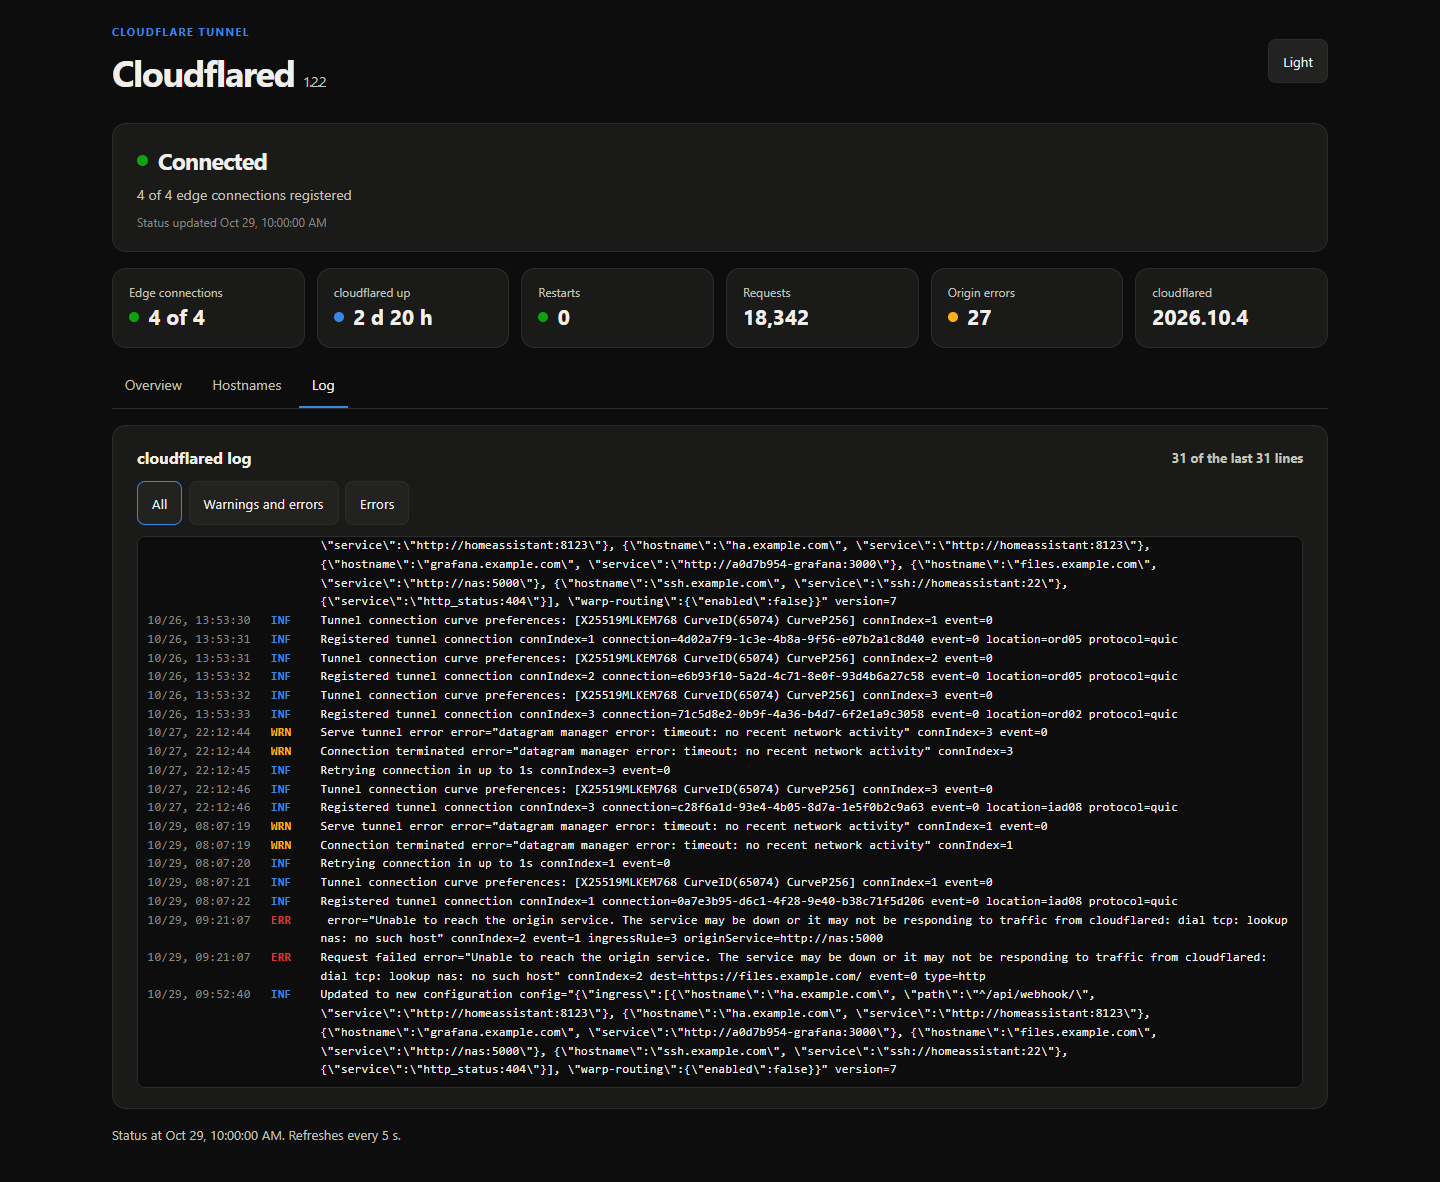 CLOUDFLARE TUNNEL
Cloudflared 1.2.2
Light
Connected
4 of 4 edge connections registered
Status updated Oct 29, 10:00:00 AM
Edge connections
4 of 4
cloudflared up
2 d 20 h
Restarts
0
Requests
18,342
Origin errors
27
cloudflared
2026.10.4
Overview
Hostnames
Log
cloudflared log
31 of the last 31 lines
All
Warnings and errors
Errors
\"service\":\"http://homeassistant:8123\"}, {\"hostname\":\"ha.example.com\", \"service\":\"http://homeassistant:8123\"},
{\"hostname\":\"grafana.example.com\", \"service\":\"http://a0d7b954-grafana:3000\"}, {\"hostname\":\"files.example.com\",
\"service\":\"http://nas:5000\"}, {\"hostname\":\"ssh.example.com\", \"service\":\"ssh://homeassistant:22\"},
{\"service\":\"http_status:404\"}], \"warp-routing\":{\"enabled\":false}}" version=7
10/26, 13:53:30 INF Tunnel connection curve preferences: [X25519MLKEM768 CurveID(65074) CurveP256] connIndex=1 event=0
10/26, 13:53:31 INF Registered tunnel connection connIndex=1 connection=4d02a7f9-1c3e-4b8a-9f56-e07b2a1c8d40 event=0 location=ord05 protocol=quic
10/26, 13:53:31 INF Tunnel connection curve preferences: [X25519MLKEM768 CurveID(65074) CurveP256] connIndex=2 event=0
10/26, 13:53:32 INF Registered tunnel connection connIndex=2 connection=e6b93f10-5a2d-4c71-8e0f-93d4b6a27c58 event=0 location=ord05 protocol=quic
10/26, 13:53:32 INF Tunnel connection curve preferences: [X25519MLKEM768 CurveID(65074) CurveP256] connIndex=3 event=0
10/26, 13:53:33 INF Registered tunnel connection connIndex=3 connection=71c5d8e2-0b9f-4a36-b4d7-6f2e1a9c3058 event=0 location=ord02 protocol=quic
10/27, 22:12:44 WRN Serve tunnel error error="datagram manager error: timeout: no recent network activity" connIndex=3 event=0
10/27, 22:12:44 WRN Connection terminated error="datagram manager error: timeout: no recent network activity" connIndex=3
10/27, 22:12:45 INF Retrying connection in up to 1s connIndex=3 event=0
10/27, 22:12:46 INF Tunnel connection curve preferences: [X25519MLKEM768 CurveID(65074) CurveP256] connIndex=3 event=0
10/27, 22:12:46 INF Registered tunnel connection connIndex=3 connection=c28f6a1d-93e4-4b05-8d7a-1e5f0b2c9a63 event=0 location=iad08 protocol=quic
10/29, 08:07:19 WRN Serve tunnel error error="datagram manager error: timeout: no recent network activity" connIndex=1 event=0
10/29, 08:07:19 WRN Connection terminated error="datagram manager error: timeout: no recent network activity" connIndex=1
10/29, 08:07:20 INF Retrying connection in up to 1s connIndex=1 event=0
10/29, 08:07:21 INF Tunnel connection curve preferences: [X25519MLKEM768 CurveID(65074) CurveP256] connIndex=1 event=0
10/29, 08:07:22 INF Registered tunnel connection connIndex=1 connection=0a7e3b95-d6c1-4f28-9e40-b38c71f5d206 event=0 location=iad08 protocol=quic
10/29, 09:21:07 ERR error="Unable to reach the origin service. The service may be down or it may not be responding to traffic from cloudflared: dial tcp: lookup
nas: no such host" connIndex=2 event=1 ingressRule=3 originService=http://nas:5000
10/29, 09:21:07 ERR Request failed error="Unable to reach the origin service. The service may be down or it may not be responding to traffic from cloudflared:
dial tcp: lookup nas: no such host" connIndex=2 dest=https://files.example.com/ event=0 type=http
10/29, 09:52:40 INF Updated to new configuration config="{\"ingress\":[{\"hostname\":\"ha.example.com\", \"path\":\"^/api/webhook/\",
\"service\":\"http://homeassistant:8123\"}, {\"hostname\":\"ha.example.com\", \"service\":\"http://homeassistant:8123\"},
{\"hostname\":\"grafana.example.com\", \"service\":\"http://a0d7b954-grafana:3000\"}, {\"hostname\":\"files.example.com\",
\"service\":\"http://nas:5000\"}, {\"hostname\":\"ssh.example.com\", \"service\":\"ssh://homeassistant:22\"},
{\"service\":\"http_status:404\"}], \"warp-routing\":{\"enabled\":false}}" version=7
Status at Oct 29, 10:00:00 AM. Refreshes every 5 s.